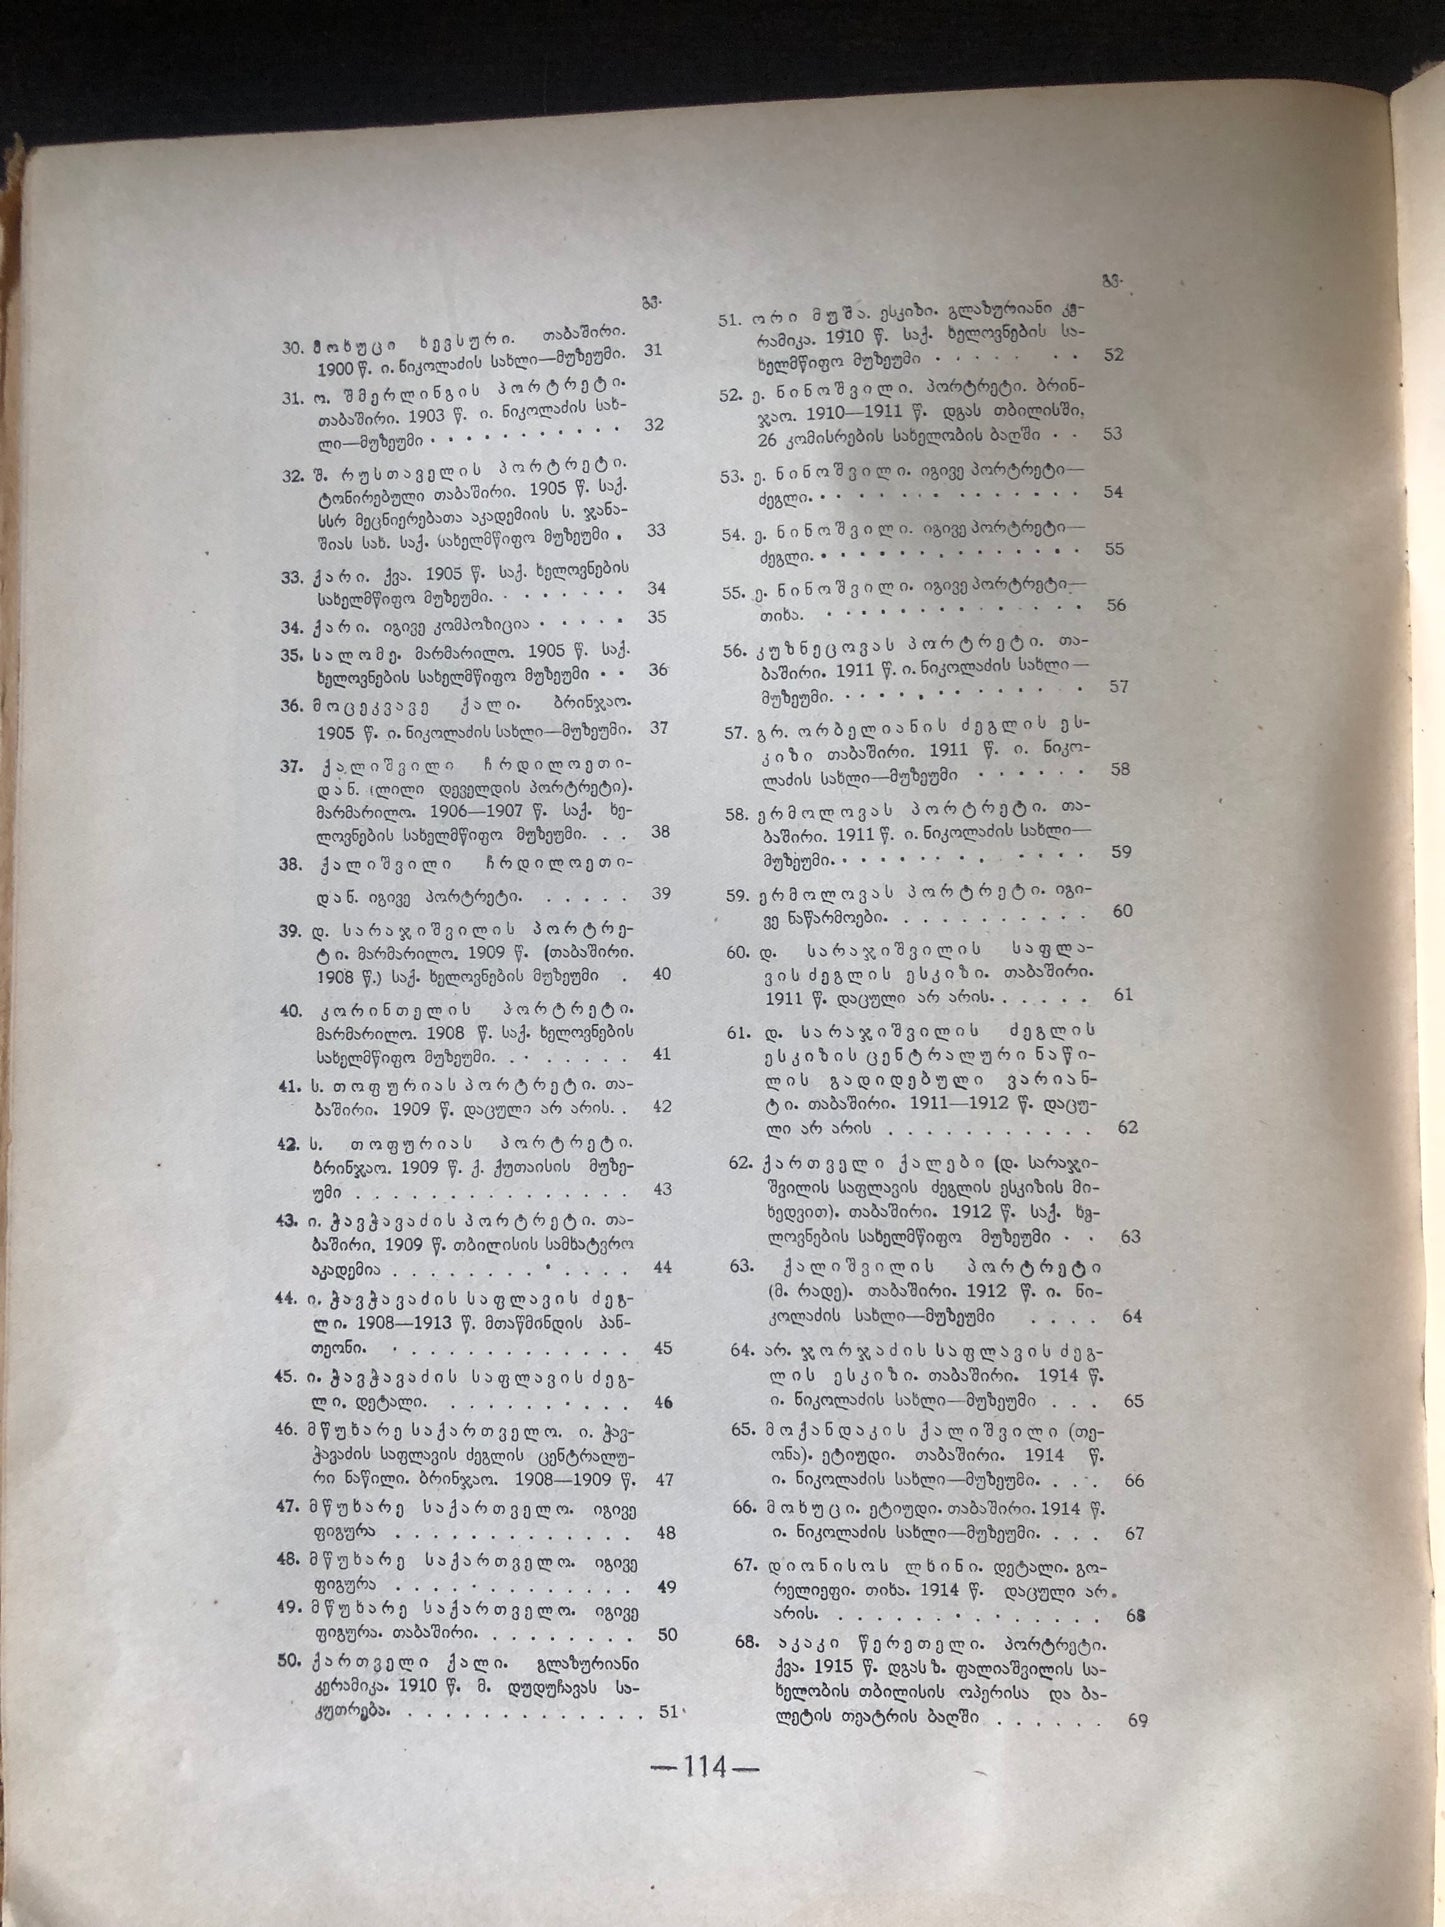 გვ.
30. მოხუცი ხევსური. თაბაშირი.
1900 წ. ი. ნიკოლაძის სახლი—მუზეუმი. 31
31. ო. შმერლინგის პორტრეტი.
თაბაშირი. 1903 წ. ი. ნიკოლაძის სახ-
ლი—მუზეუმი . . . . . . . . . . . 32
32. შ. რუსთაველის პორტრეტი.
ტონირებული თაბაშირი. 1905 წ. საქ.
სსრ მეცნიერებათა აკადემიის ს. ჯანა-
შიას სახ. საქ. სახელმწიფო მუზეუმი . 33
33. ქარი. ქვა. 1905 წ. საქ. ხელოვნების
სახელმწიფო მუზეუმი. . . . . . . . 34
34. ქარი. იგივე კომპოზიცია . . . . . 35
35. სალომე. მარმარილო. 1905 წ. საქ.
ხელოვნების სახელმწიფო მუზეუმი . . 36
36. მოცეკვავე ქალი. ბრინჯაო.
1905 წ. ი. ნიკოლაძის სახლი—მუზეუმი. 37
37. ქალიშვილი ჩრდილოეთი-
დან. (ლილი დეველდის პორტრეტი).
მარმარილო. 1906—1907 წ. საქ. ხე-
ლოვნების სახელმწიფო მუზეუმი. . . 38
38. ქალიშვილი ჩრდილოეთი-
დან. იგივე პორტრეტი. . . . . . 39
39. დ. სარაჯიშვილის პორტრე-
ტი. მარმარილო. 1909 წ. (თაბაშირი.
1908 წ.) საქ. ხელოვნების მუზეუმი . 40
40. კორინთელის პორტრეტი.
მარმარილო. 1908 წ. საქ. ხელოვნების
სახელმწიფო მუზეუმი. . . . . . . . 41
41. ს. თოფურიას პორტრეტი. თა-
ბაშირი. 1909 წ. დაცული არ არის. . 42
42. ს. თოფურიას პორტრეტი.
ბრინჯაო. 1909 წ. ქ. ქუთაისის მუზე-
უმი . . . . . . . . . . . . . . . 43
43. ი. ჭავჭავაძის პორტრეტი. თა-
ბაშირი. 1909 წ. თბილისის სამხატვრო
აკადემია . . . . . . . . . . . . . 44
44. ი. ჭავჭავაძის საფლავის ძეგ-
ლი. 1908—1913 წ. მთაწმინდის პან-
თეონი. . . . . . . . . . . . . . 45
45. ი. ჭავჭავაძის საფლავის ძეგ-
ლი. დეტალი. . . . . . . . . . . 46
46. მწუხარე საქართველო. ი. ჭავ-
ჭავაძის საფლავის ძეგლის ცენტრალუ-
რი ნაწილი. ბრინჯაო. 1908—1909 წ. 47
47. მწუხარე საქართველო. იგივე
ფიგურა . . . . . . . . . . . . . 48
48. მწუხარე საქართველო. იგივე
ფიგურა . . . . . . . . . . . . . 49
49. მწუხარე საქართველო. იგივე
ფიგურა. თაბაშირი. . . . . . . . . 50
50. ქართველი ქალი. გლაზურიანი
კერამიკა. 1910 წ. მ. დუდუჩავას სა-
კუთრება. . . . . . . . . . . . . . 51
გვ.
51. ორი მუშა. ესკიზი. გლაზურიანი კე-
რამიკა. 1910 წ. საქ. ხელოვნების სა-
ხელმწიფო მუზეუმი . . . . . . . 52
52. ე. ნინოშვილი. პორტრეტი. ბრინ-
ჯაო. 1910—1911 წ. დგას თბილისში,
26 კომისრების სახელობის ბაღში . . 53
53. ე. ნინოშვილი. იგივე პორტრეტი—
ძეგლი. . . . . . . . . . . . . . . 54
54. ე. ნინოშვილი. იგივე პორტრეტი—
ძეგლი. . . . . . . . . . . . . . . 55
55. ე. ნინოშვილი. იგივე პორტრეტი—
თიხა. . . . . . . . . . . . . . . 56
56. კუზნეცოვას პორტრეტი. თა-
ბაშირი. 1911 წ. ი. ნიკოლაძის სახლი—
მუზეუმი. . . . . . . . . . . . . . 57
57. გრ. ორბელიანის ძეგლის ეს-
კიზი თაბაშირი. 1911 წ. ი. ნიკო-
ლაძის სახლი—მუზეუმი . . . . . . 58
58. ერმოლოვას პორტრეტი. თა-
ბაშირი. 1911 წ. ი. ნიკოლაძის სახლი—
მუზეუმი. . . . . . . . . . . . . . 59
59. ერმოლოვას პორტრეტი. იგი-
ვე ნაწარმოები. . . . . . . . . . . 60
60. დ. სარაჯიშვილის საფლა-
ვის ძეგლის ესკიზი. თაბაშირი.
1911 წ. დაცული არ არის. . . . . . 61
61. დ. სარაჯიშვილის ძეგლის
ესკიზის ცენტრალური ნაწი-
ლის გადიდებული ვარიან-
ტი. თაბაშირი. 1911—1912 წ. დაცუ-
ლი არ არის . . . . . . . . . . . 62
62. ქართველი ქალები (დ. სარაჯი-
შვილის საფლავის ძეგლის ესკიზის მი-
ხედვით). თაბაშირი. 1912 წ. საქ. ხე-
ლოვნების სახელმწიფო მუზეუმი . . 63
63. ქალიშვილის პორტრეტი
(მ. რადე). თაბაშირი. 1912 წ. ი. ნი-
კოლაძის სახლი—მუზეუმი . . . . 64
64. არ. ჯორჯაძის საფლავის ძეგ-
ლის ესკიზი. თაბაშირი. 1914 წ.
ი. ნიკოლაძის სახლი—მუზეუმი . . . 65
65. მოქანდაკის ქალიშვილი (თე-
ონა). ეტიუდი. თაბაშირი. 1914 წ.
ი. ნიკოლაძის სახლი—მუზეუმი. . . . 66
66. მოხუცი. ეტიუდი. თაბაშირი. 1914 წ.
ი. ნიკოლაძის სახლი—მუზეუმი. . . . 67
67. დიონისოს ლხინი. დეტალი. გო-
რელიეფი. თიხა. 1914 წ. დაცული არ
არის. . . . . . . . . . . . . . . 68
68. აკაკი წერეთელი. პორტრეტი.
ქვა. 1915 წ. დგას ზ. ფალიაშვილის სა-
ხელობის თბილისის ოპერისა და ბა-
ლეტის თეატრის ბაღში . . . . . . 69
—114—